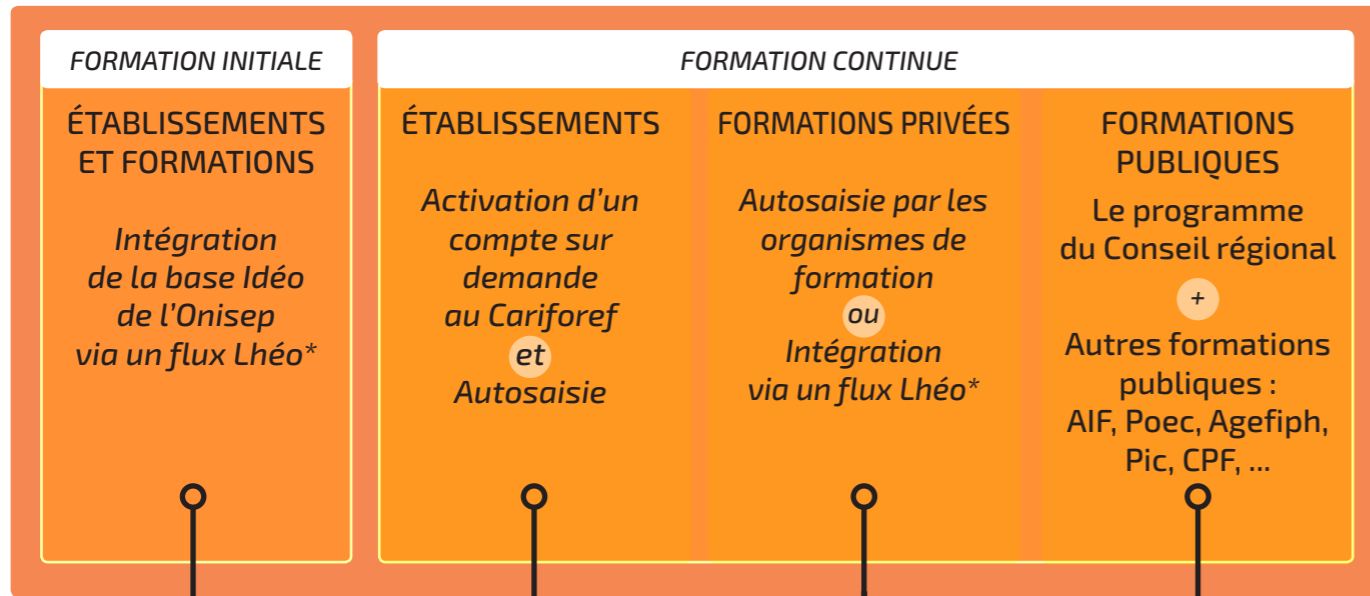 FORMATION INITIALE
ÉTABLISSEMENTS
ET FORMATIONS
Intégration
de la base Idéo
de l'Onisep
via un flux Lhéo*
FORMATION CONTINUE
ÉTABLISSEMENTS
Activation d'un
compte sur
demande
au Cariforef
et
Autosaisie
FORMATIONS PRIVÉES
Autosaisie par les
organismes de
formation
ou
Intégration
via un flux Lhéo*
FORMATIONS
PUBLIQUES
Le programme
du Conseil régional
+
Autres formations
publiques :
AIF, Poec, Agefiph,
Pic, CPF, ...